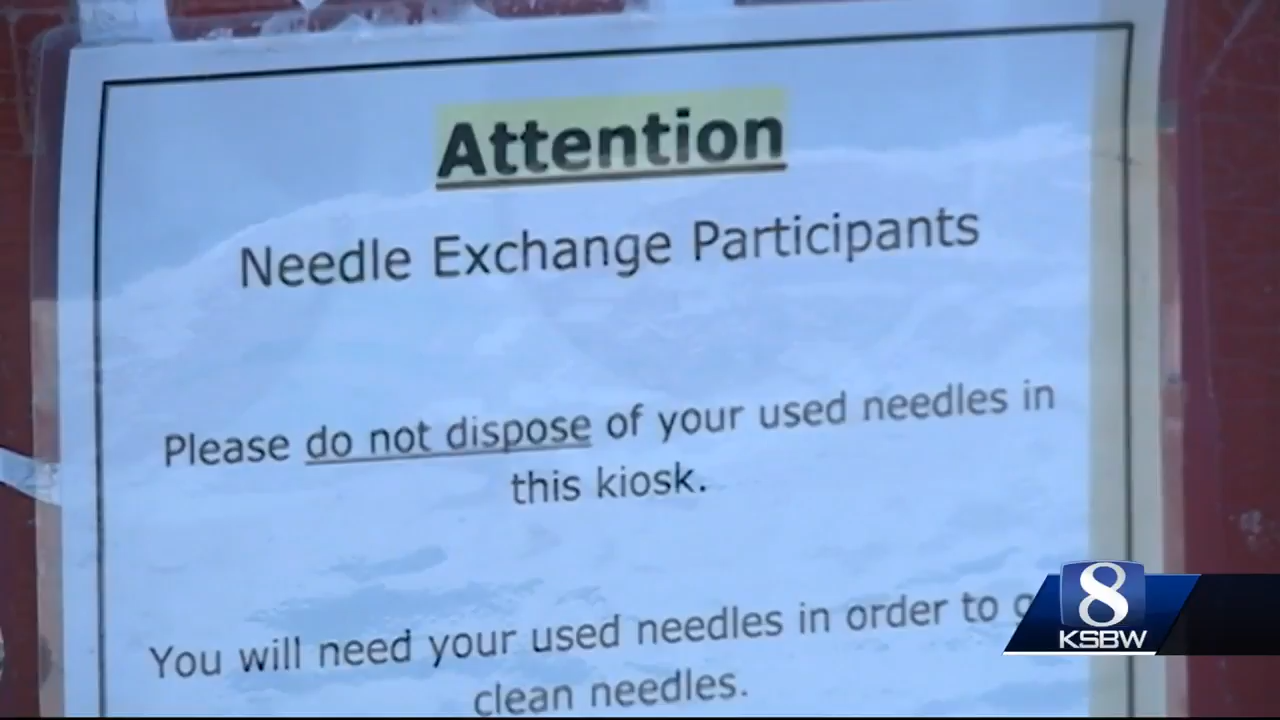 Attention
Needle Exchange Participants
Please do not dispose of your used needles in
this kiosk.
You will need your used needles in order to
clean needles.
8
KSBW